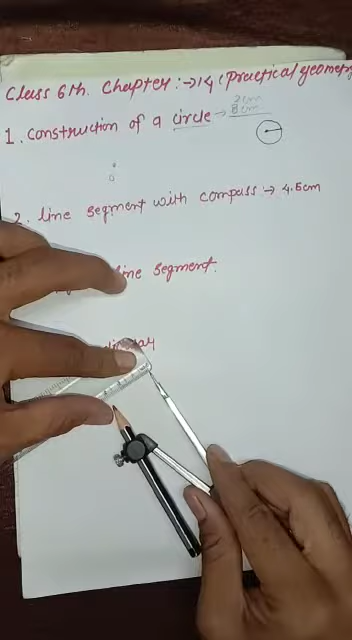 Class 6th. Chapter :→ 14 (Practical geometry
1. Construction of a circle → 3cm
8cm
2. line segment with compass :→ 4.5cm
line segment.